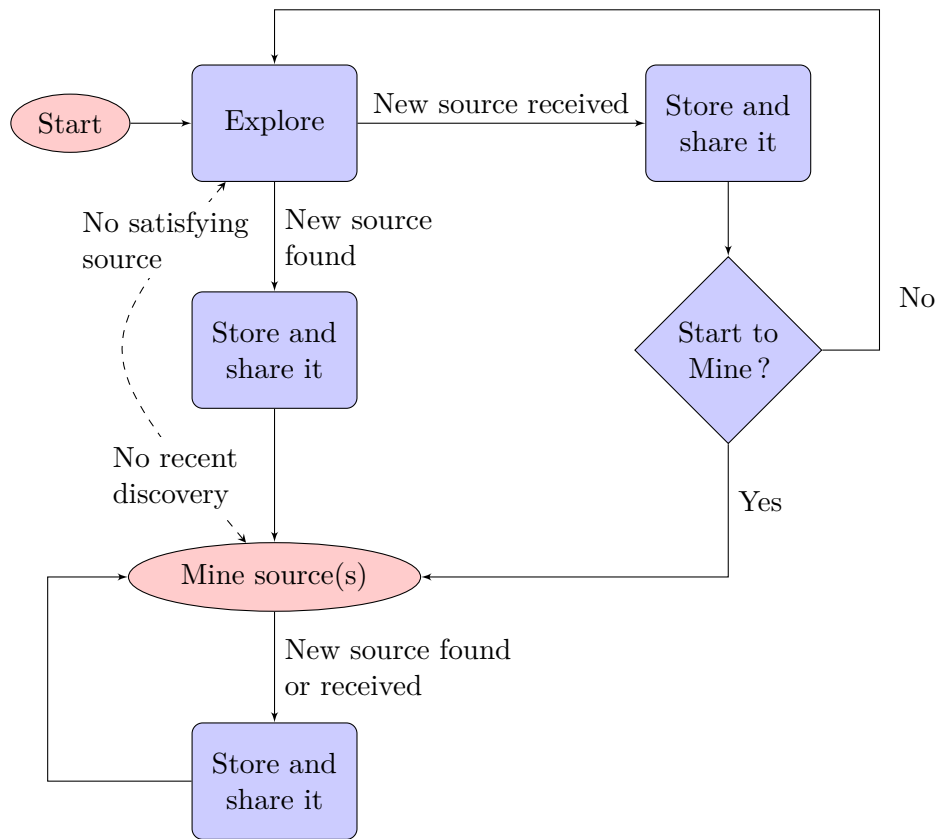 Start
Explore
New source received
Store and
share it
No satisfying
source
New source
found
Store and
share it
Start to
Mine ?
No
No recent
discovery
Yes
Mine source(s)
New source found
or received
Store and
share it